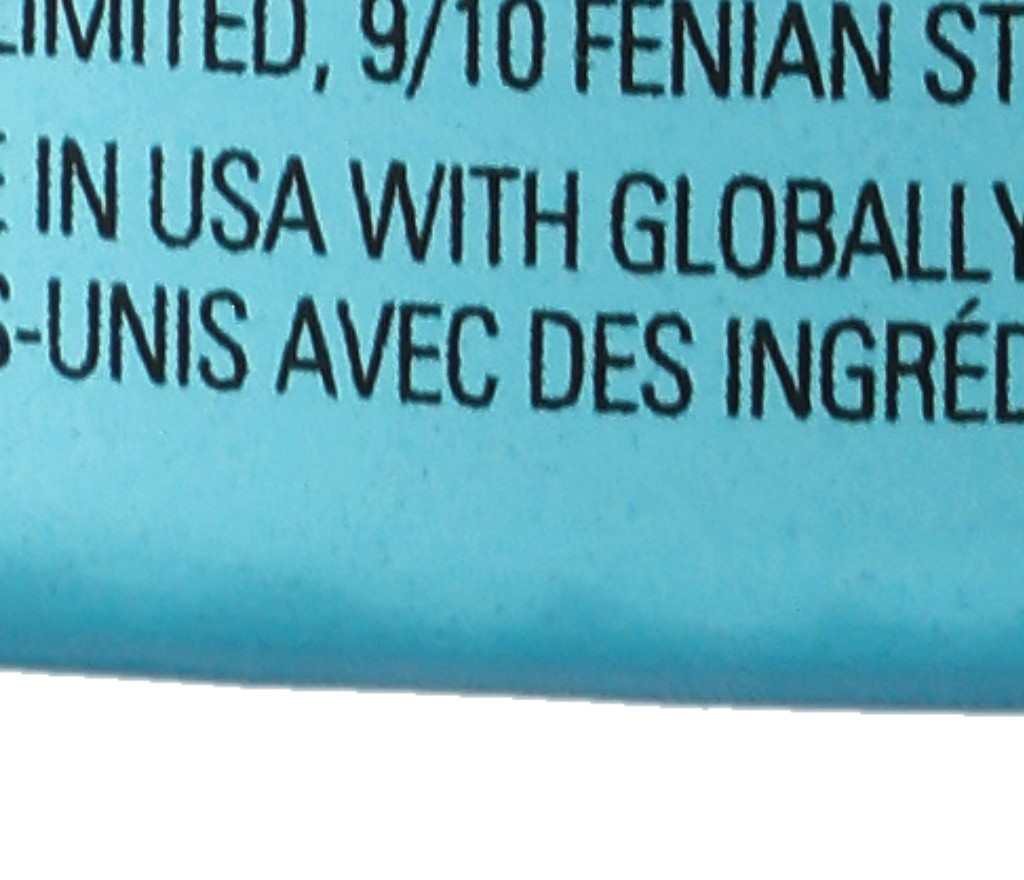 LIMITED, 9/10 FENIAN ST
E IN USA WITH GLOBALLY
S-UNIS AVEC DES INGRÉD